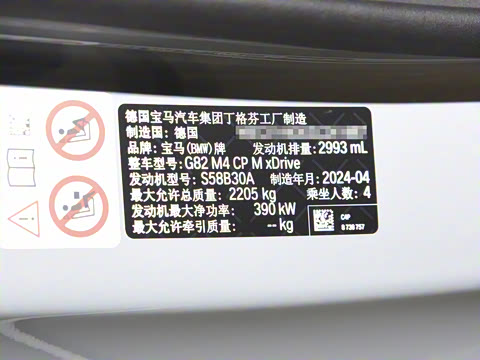 德国宝马汽车集团丁格芬工厂制造
制造国: 德国
品牌: 宝马(BMW)牌 发动机排量: 2993 mL
整车型号: G82 M4 CP M xDrive
发动机型号: S58B30A 制造年月: 2024-04
最大允许总质量: 2205 kg 乘坐人数: 4
发动机最大净功率: 390 kW
最大允许牵引质量: -- kg
C4P
8 738 757